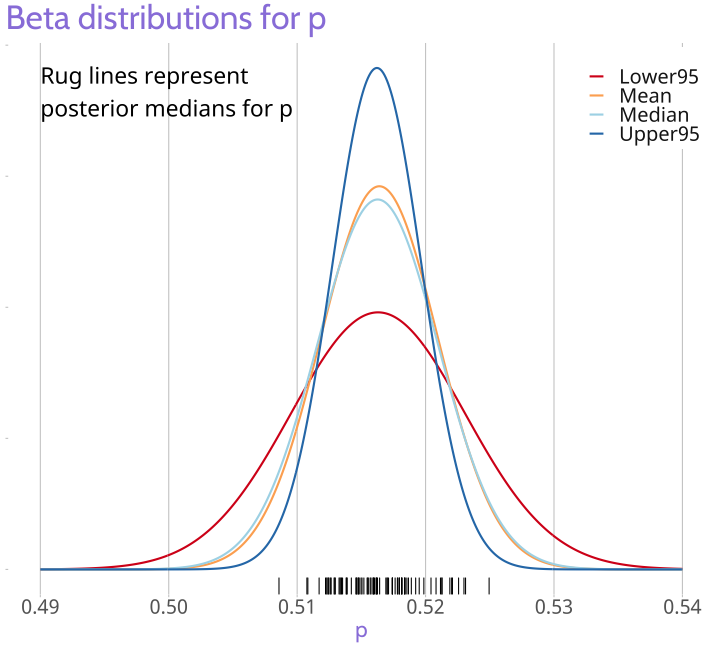 Beta distributions for p
Rug lines represent
posterior medians for p
Lower95
Mean
Median
Upper95
0.49 0.50 0.51 0.52 0.53 0.54
p